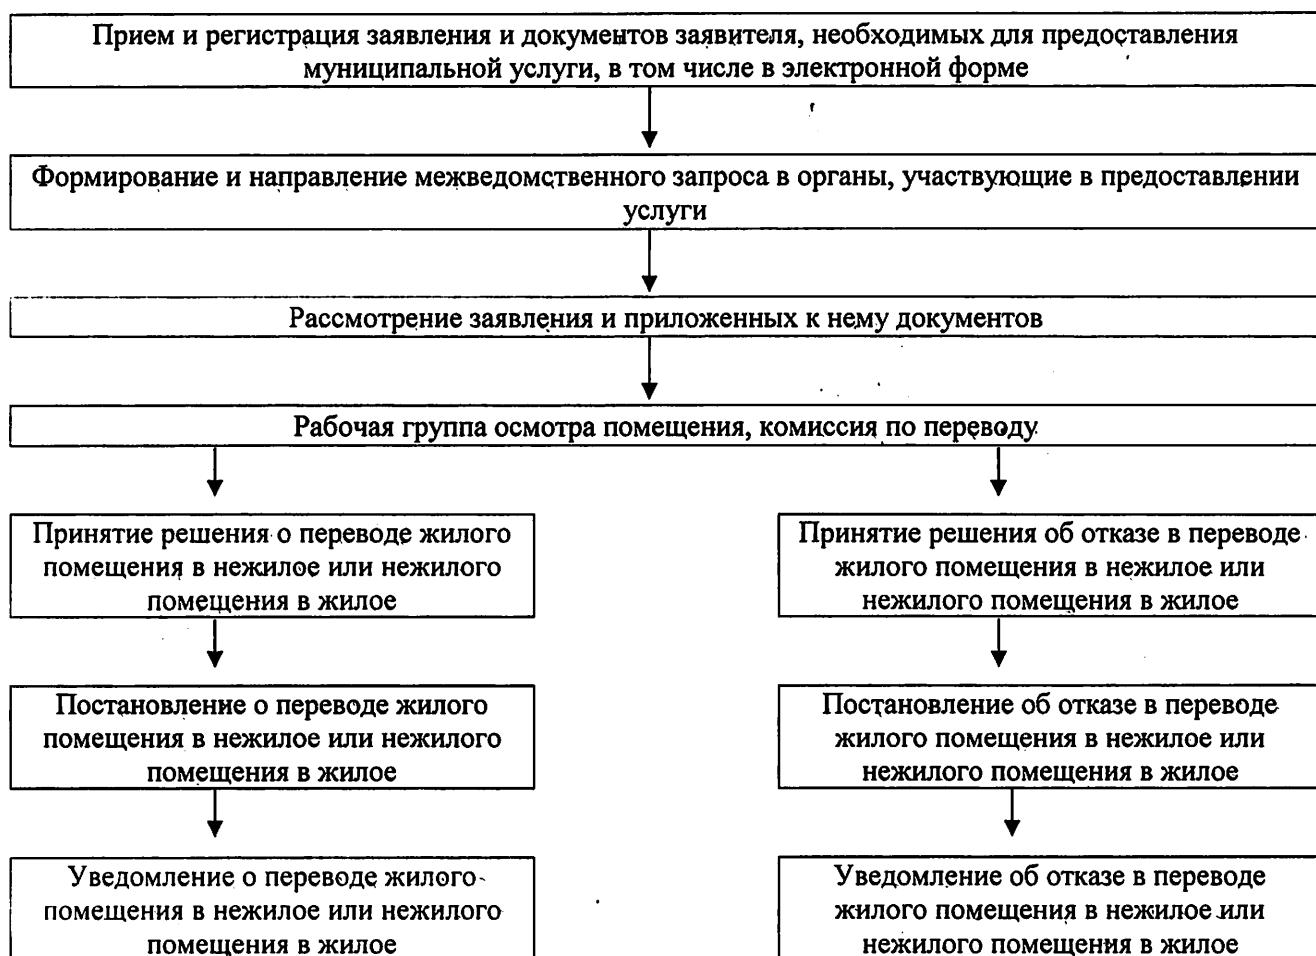 Прием и регистрация заявления и документов заявителя, необходимых для предоставления
муниципальной услуги, в том числе в электронной форме
Формирование и направление межведомственного запроса в органы, участвующие в предоставлении
услуги
Рассмотрение заявления и приложенных к нему документов
Рабочая группа осмотра помещения, комиссия по переводу
Принятие решения о переводе жилого
помещения в нежилое или нежилого
помещения в жилое
Принятие решения об отказе в переводе
жилого помещения в нежилое или
нежилого помещения в жилое
Постановление о переводе жилого
помещения в нежилое или нежилого
помещения в жилое
Постановление об отказе в переводе
жилого помещения в нежилое или
нежилого помещения в жилое
Уведомление о переводе жилого
помещения в нежилое или нежилого
помещения в жилое
Уведомление об отказе в переводе
жилого помещения в нежилое или
нежилого помещения в жилое